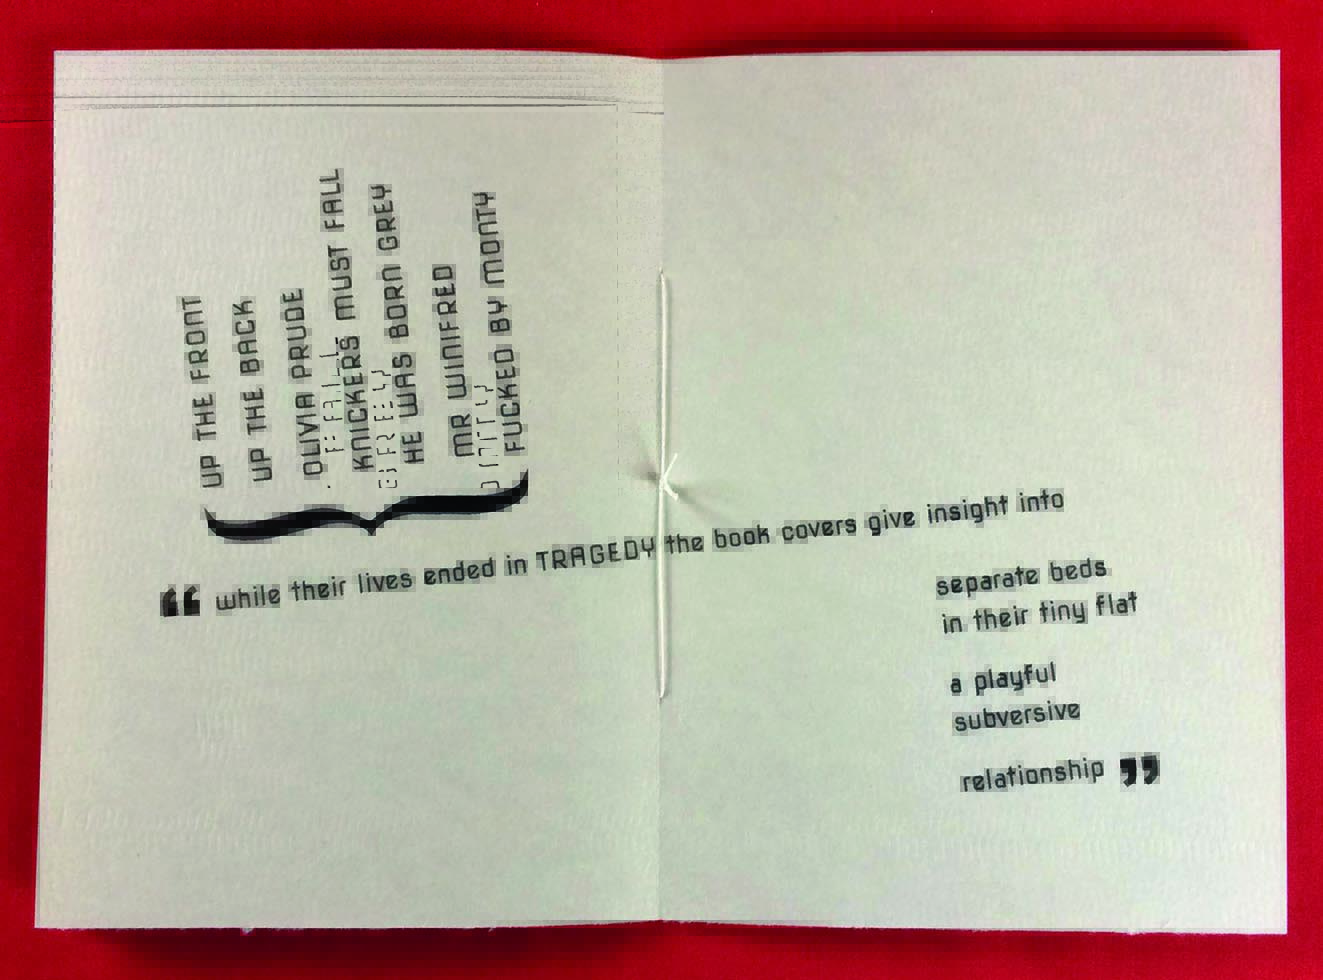 UP THE FRONT
UP THE BACK
OLIVIA PRUDE
KNICKERS MUST FALL
HE WAS BORN GREY
MR WINIFRED
FUCKED BY MONTY
“ while their lives ended in TRAGEDY the book covers give insight into
separate beds
in their tiny flat
a playful
subversive
relationship ”